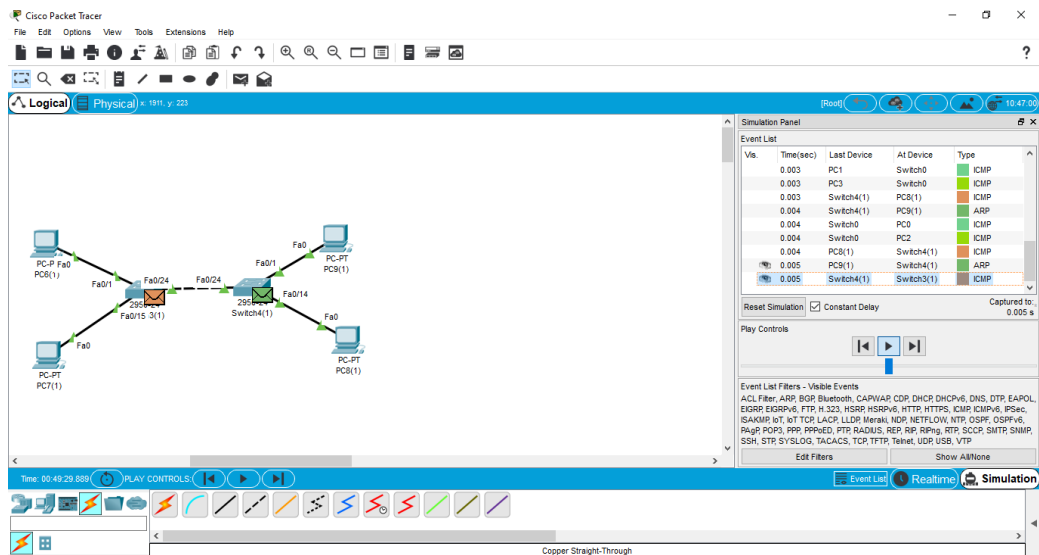 Cisco Packet Tracer
File Edit Options View Tools Extensions Help
?
Logical Physical x: 1911, y: 223 [Root] 10:47:00
Simulation Panel
Event List
Vis. Time(sec) Last Device At Device Type
0.003 PC1 Switch0 ICMP
0.003 PC3 Switch0 ICMP
0.003 Switch4(1) PC8(1) ICMP
0.004 Switch4(1) PC9(1) ARP
0.004 Switch0 PC0 ICMP
0.004 Switch0 PC2 ICMP
0.004 PC8(1) Switch4(1) ICMP
0.005 PC9(1) Switch4(1) ARP
0.005 Switch4(1) Switch3(1) ICMP
Reset Simulation Constant Delay Captured to:
0.005 s
Play Controls
Event List Filters - Visible Events
ACL Filter, ARP, BGP, Bluetooth, CAPWAP, CDP, DHCP, DHCPv6, DNS, DTP, EAPOL,
EIGRP, EIGRPv6, FTP, H.323, HSRP, HSRPv6, HTTP, HTTPS, ICMP, ICMPv6, IPSec,
ISAKMP, IoT, IoT TCP, LACP, LLDP, Meraki, NDP, NETFLOW, NTP, OSPF, OSPFv6,
PAgP, POP3, PPP, PPPoED, PTP, RADIUS, REP, RIP, RIPng, RTP, SCCP, SMTP, SNMP,
SSH, STP, SYSLOG, TACACS, TCP, TFTP, Telnet, UDP, USB, VTP
Edit Filters Show All/None
Fa0
PC-PT
PC9(1)
Fa0/1
PC-P Fa0
PC6(1)
Fa0/1 Fa0/24 Fa0/24
Fa0/14
Switch4(1)
Fa0/15 3(1)
Fa0
PC-PT
PC8(1)
Fa0
PC-PT
PC7(1)
Time: 00:49:29.889 PLAY CONTROLS: Event List Realtime Simulation
Copper Straight-Through